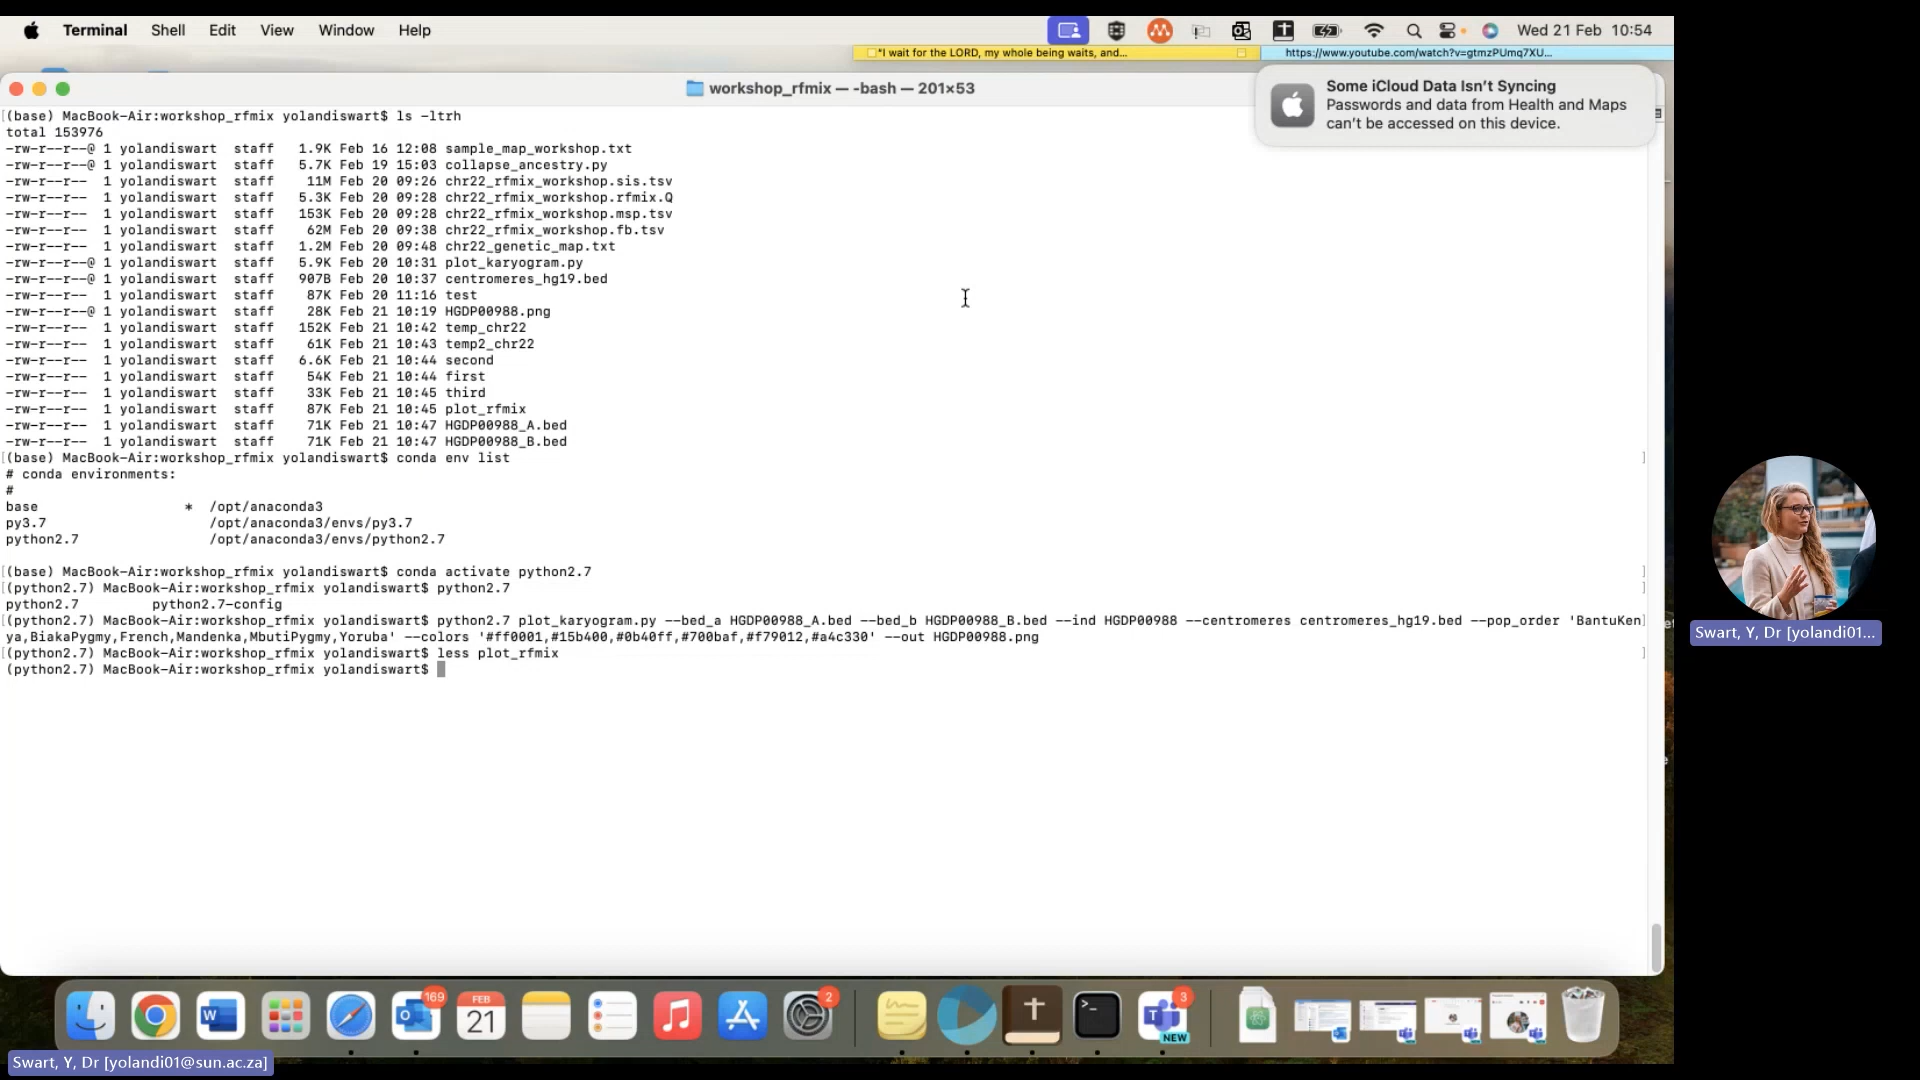 Terminal Shell Edit View Window Help Wed 21 Feb 10:54
"I wait for the LORD, my whole being waits, and... https://www.youtube.com/watch?v=gtmzPUmq7XU...
workshop_rfmix — -bash — 201×53
Some iCloud Data Isn't Syncing
Passwords and data from Health and Maps
can't be accessed on this device.
[(base) MacBook-Air:workshop_rfmix yolandiswart$ ls -ltrh
total 153976
-rw-r--r--@ 1 yolandiswart staff 1.9K Feb 16 12:08 sample_map_workshop.txt
-rw-r--r--@ 1 yolandiswart staff 5.7K Feb 19 15:03 collapse_ancestry.py
-rw-r--r-- 1 yolandiswart staff 11M Feb 20 09:26 chr22_rfmix_workshop.sis.tsv
-rw-r--r-- 1 yolandiswart staff 5.3K Feb 20 09:28 chr22_rfmix_workshop.rfmix.Q
-rw-r--r-- 1 yolandiswart staff 153K Feb 20 09:28 chr22_rfmix_workshop.msp.tsv
-rw-r--r-- 1 yolandiswart staff 62M Feb 20 09:38 chr22_rfmix_workshop.fb.tsv
-rw-r--r-- 1 yolandiswart staff 1.2M Feb 20 09:48 chr22_genetic_map.txt
-rw-r--r--@ 1 yolandiswart staff 5.9K Feb 20 10:31 plot_karyogram.py
-rw-r--r--@ 1 yolandiswart staff 907B Feb 20 10:37 centromeres_hg19.bed
-rw-r--r-- 1 yolandiswart staff 87K Feb 20 11:16 test
-rw-r--r--@ 1 yolandiswart staff 28K Feb 21 10:19 HGDP00988.png
-rw-r--r-- 1 yolandiswart staff 152K Feb 21 10:42 temp_chr22
-rw-r--r-- 1 yolandiswart staff 61K Feb 21 10:43 temp2_chr22
-rw-r--r-- 1 yolandiswart staff 6.6K Feb 21 10:44 second
-rw-r--r-- 1 yolandiswart staff 54K Feb 21 10:44 first
-rw-r--r-- 1 yolandiswart staff 33K Feb 21 10:45 third
-rw-r--r-- 1 yolandiswart staff 87K Feb 21 10:45 plot_rfmix
-rw-r--r-- 1 yolandiswart staff 71K Feb 21 10:47 HGDP00988_A.bed
-rw-r--r-- 1 yolandiswart staff 71K Feb 21 10:47 HGDP00988_B.bed
[(base) MacBook-Air:workshop_rfmix yolandiswart$ conda env list ]
# conda environments:
#
base * /opt/anaconda3
py3.7 /opt/anaconda3/envs/py3.7
python2.7 /opt/anaconda3/envs/python2.7
[(base) MacBook-Air:workshop_rfmix yolandiswart$ conda activate python2.7 ]
[(python2.7) MacBook-Air:workshop_rfmix yolandiswart$ python2.7 ]
python2.7 python2.7-config
[(python2.7) MacBook-Air:workshop_rfmix yolandiswart$ python2.7 plot_karyogram.py --bed_a HGDP00988_A.bed --bed_b HGDP00988_B.bed --ind HGDP00988 --centromeres centromeres_hg19.bed --pop_order 'BantuKen]
ya,BiakaPygmy,French,Mandenka,MbutiPygmy,Yoruba' --colors '#ff0001,#15b400,#0b40ff,#700baf,#f79012,#a4c330' --out HGDP00988.png
[(python2.7) MacBook-Air:workshop_rfmix yolandiswart$ less plot_rfmix ]
(python2.7) MacBook-Air:workshop_rfmix yolandiswart$
Swart, Y, Dr [yolandi01...
169
FEB
21
2
3
NEW
Swart, Y, Dr [yolandi01@sun.ac.za]